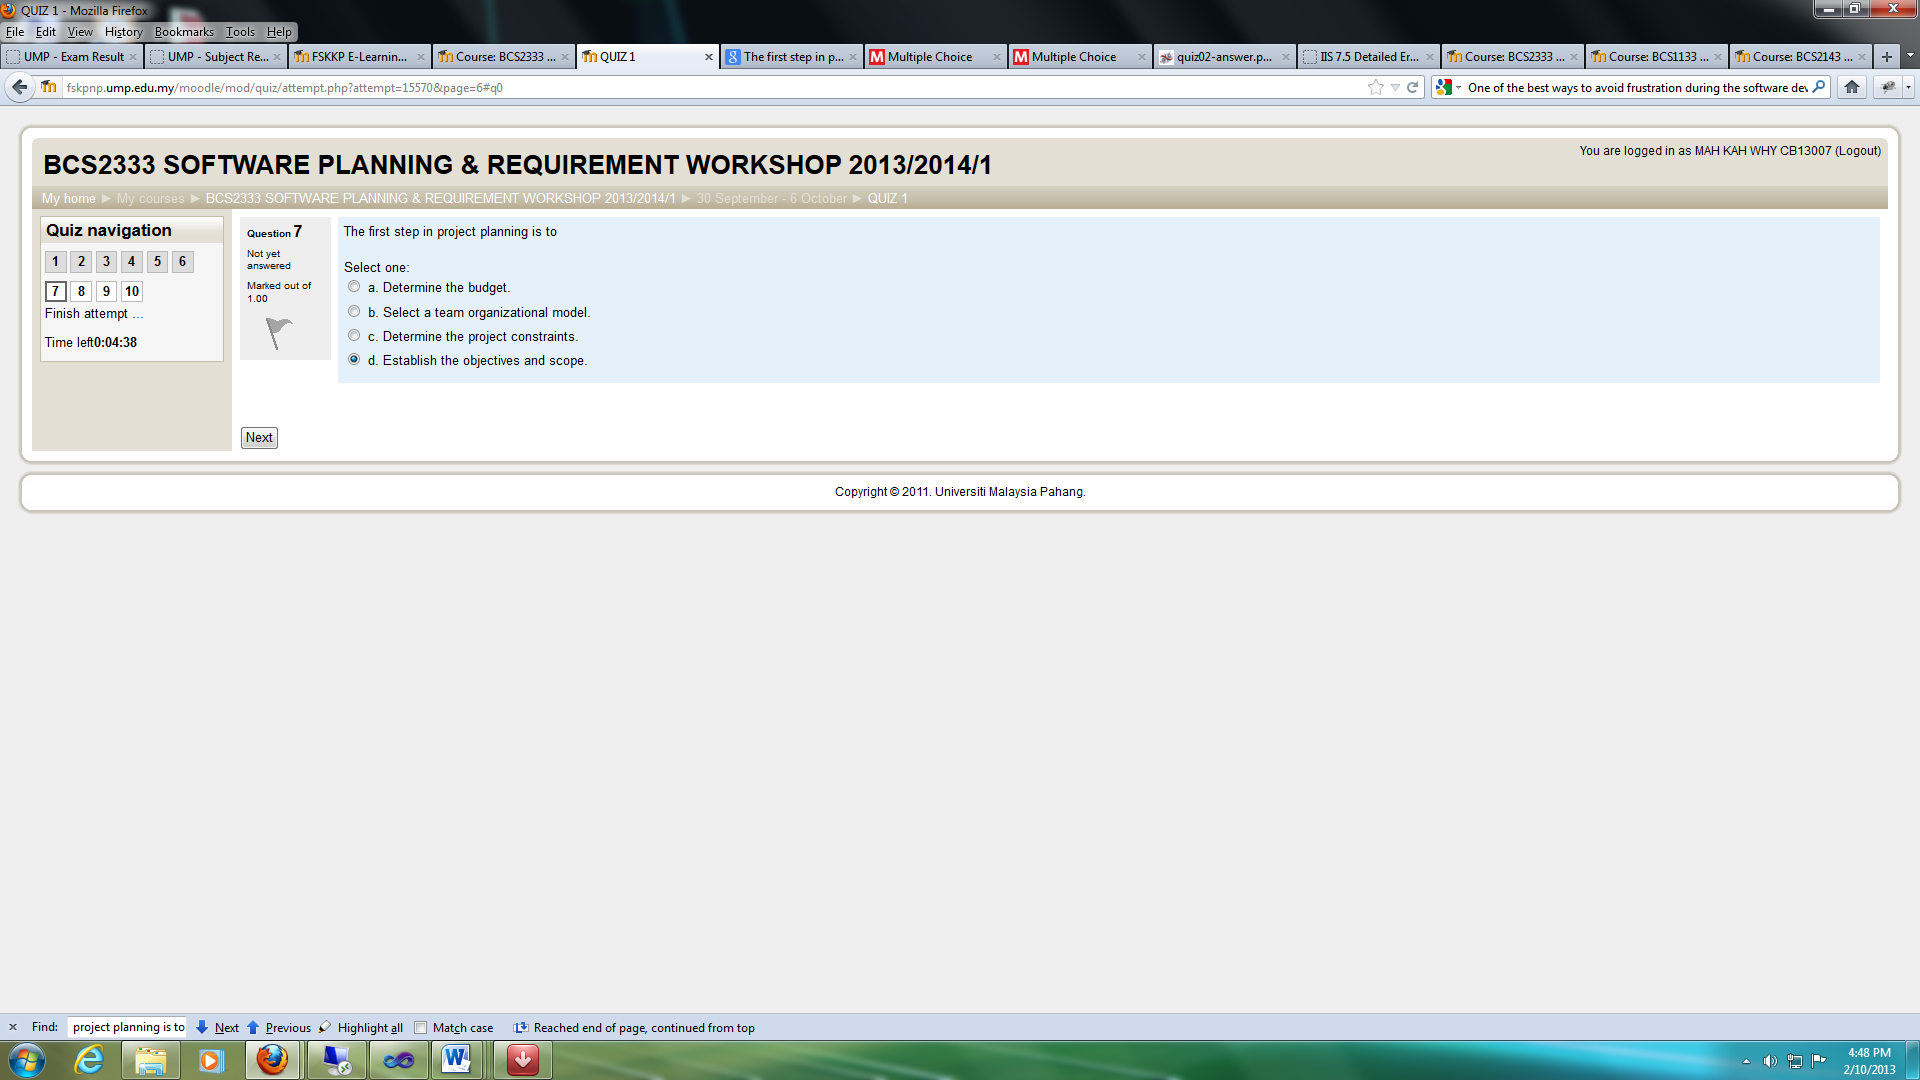 QUIZ 1 - Mozilla Firefox
File Edit View History Bookmarks Tools Help
UMP - Exam Result
UMP - Subject Re...
FSKKP E-Learnin...
Course: BCS2333 ...
QUIZ 1
The first step in p...
Multiple Choice
Multiple Choice
quiz02-answer.p...
IIS 7.5 Detailed Er...
Course: BCS2333 ...
Course: BCS1133 ...
Course: BCS2143 ...
fskpnp.ump.edu.my/moodle/mod/quiz/attempt.php?attempt=15570&page=6#q0
One of the best ways to avoid frustration during the software dev
BCS2333 SOFTWARE PLANNING & REQUIREMENT WORKSHOP 2013/2014/1
You are logged in as MAH KAH WHY CB13007 (Logout)
My home ► My courses ► BCS2333 SOFTWARE PLANNING & REQUIREMENT WORKSHOP 2013/2014/1 ► 30 September - 6 October ► QUIZ 1
Quiz navigation
1 2 3 4 5 6
7 8 9 10
Finish attempt ...
Time left0:04:38
Question 7
Not yet
answered
Marked out of
1.00
The first step in project planning is to
Select one:
a. Determine the budget.
b. Select a team organizational model.
c. Determine the project constraints.
d. Establish the objectives and scope.
Next
Copyright © 2011. Universiti Malaysia Pahang.
Find: project planning is to Next Previous Highlight all Match case Reached end of page, continued from top
4:48 PM
2/10/2013